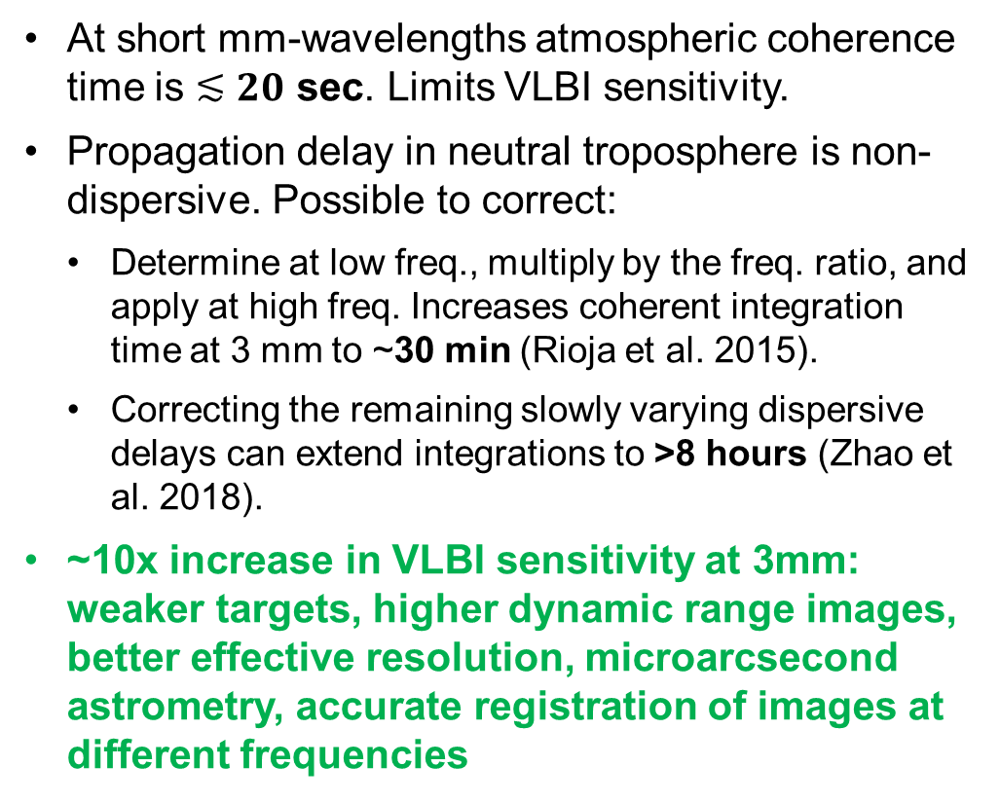 • At short mm-wavelengths atmospheric coherence
time is ≲ 20 sec. Limits VLBI sensitivity.
• Propagation delay in neutral troposphere is non-
dispersive. Possible to correct:
• Determine at low freq., multiply by the freq. ratio, and
apply at high freq. Increases coherent integration
time at 3 mm to ~30 min (Rioja et al. 2015).
• Correcting the remaining slowly varying dispersive
delays can extend integrations to >8 hours (Zhao et
al. 2018).
• ~10x increase in VLBI sensitivity at 3mm:
weaker targets, higher dynamic range images,
better effective resolution, microarcsecond
astrometry, accurate registration of images at
different frequencies